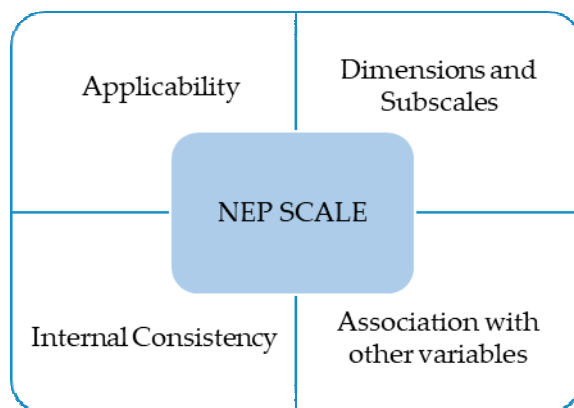 Applicability
Dimensions and
Subscales
NEP SCALE
Internal Consistency
Association with
other variables